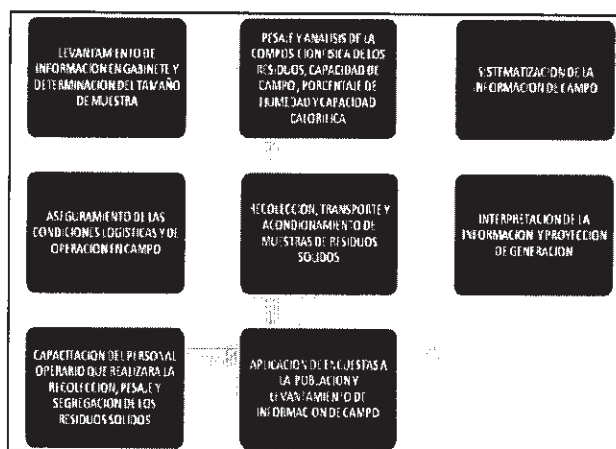 LEVANTAMIENTO DE
INFORMACION EN GABINETE Y
DETERMINACION DEL TAMAÑO
DE MUESTRA
PESAJE Y ANALISIS DE LA
COMPOSICION FISICA DE LOS
RESIDUOS, CAPACIDAD DE
CAMPO, PORCENTAJE DE
HUMEDAD Y CAPACIDAD
CALORIFICA
SISTEMATIZACION DE LA
INFORMACION DE CAMPO
ASEGURAMIENTO DE LAS
CONDICIONES LOGISTICAS Y DE
OPERACION EN CAMPO
RECOLECCION, TRANSPORTE Y
ACONDIONAMIENTO DE
MUESTRAS DE RESIDUOS
SOLIDOS
INTERPRETACION DE LA
INFORMACION Y PROYECCION
DE GENERACION
CAPACITACION DEL PERSONAL
OPERARIO QUE REALIZARA LA
RECOLECCION, PESAJE Y
SEGREGACION DE LOS
RESIDUOS SOLIDOS
APLICACION DE ENCUESTAS A
LA POBLACION Y
LEVANTAMIENTO DE
INFORMACION DE CAMPO